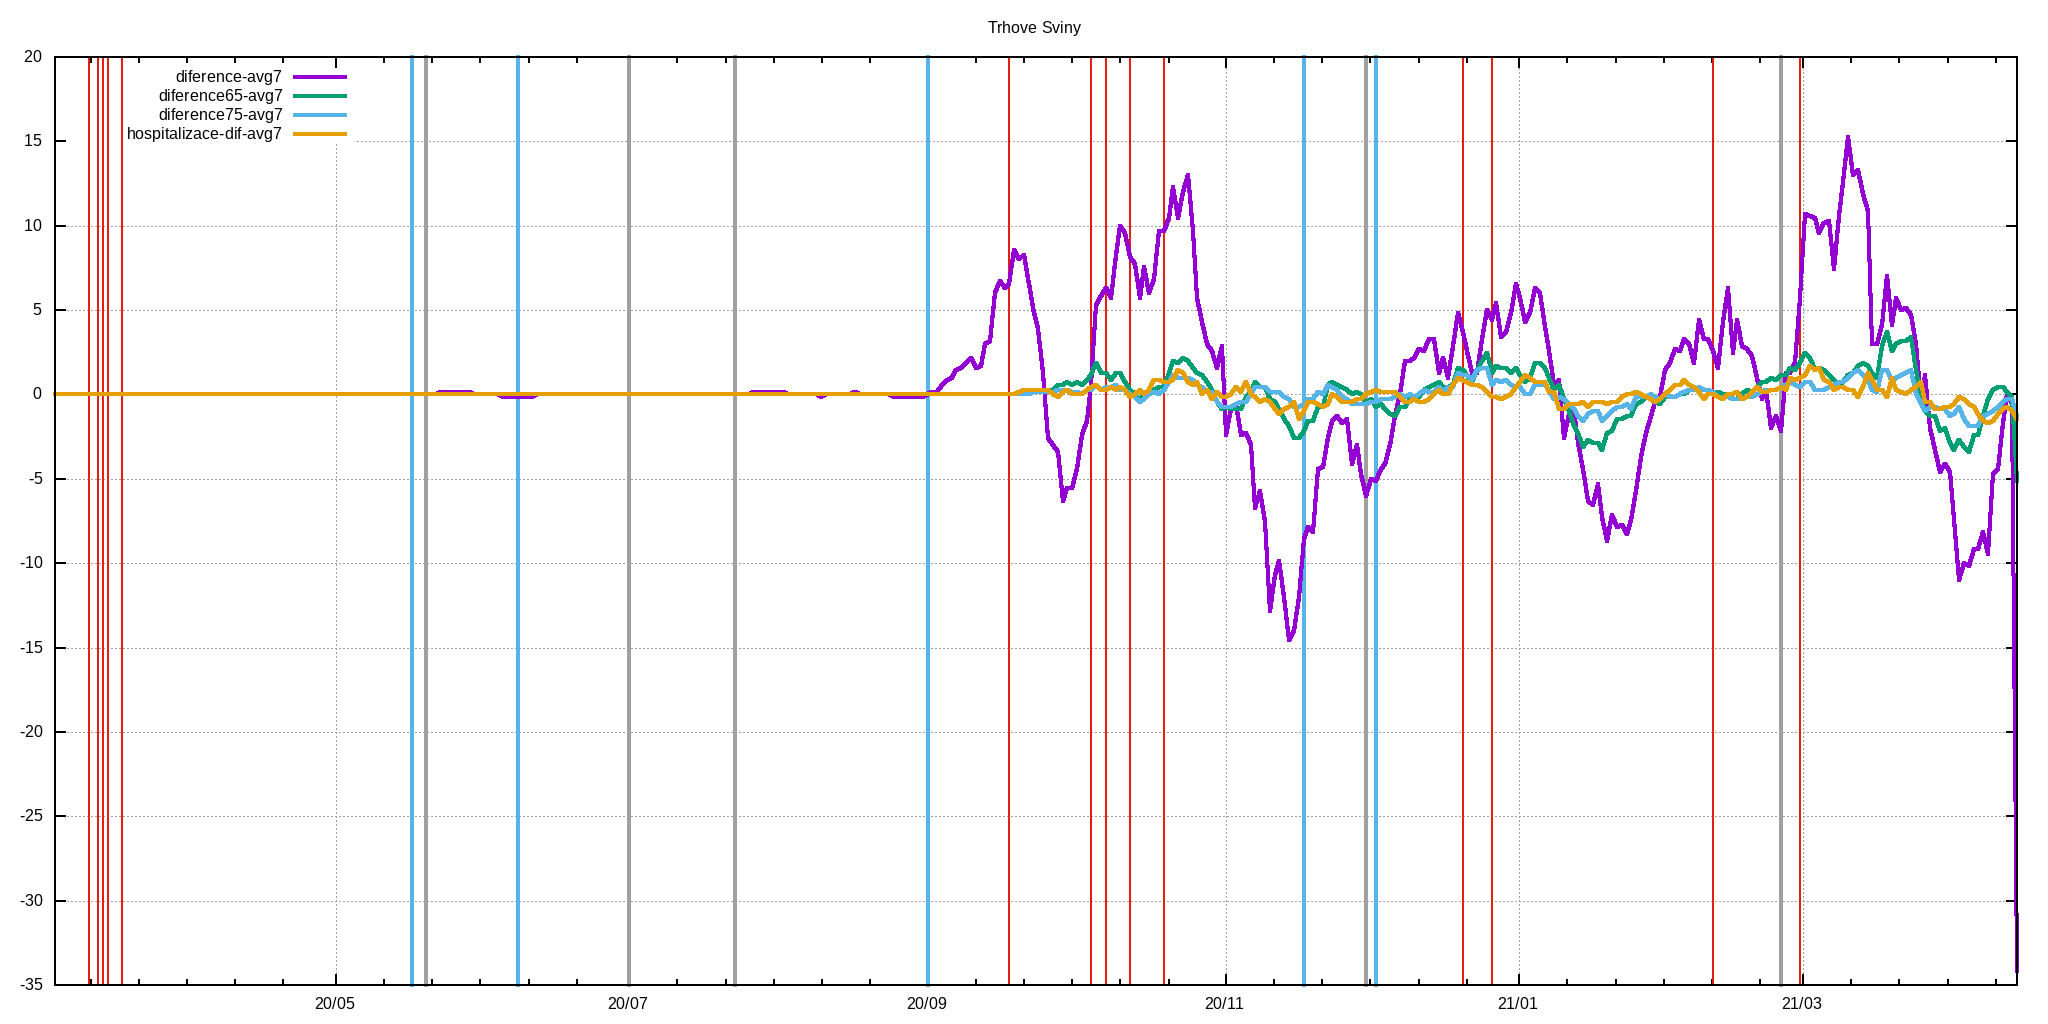 Trhove Sviny
diference-avg7
diference65-avg7
diference75-avg7
hospitalizace-dif-avg7
20
15
10
5
0
-5
-10
-15
-20
-25
-30
-35
20/05 20/07 20/09 20/11 21/01 21/03